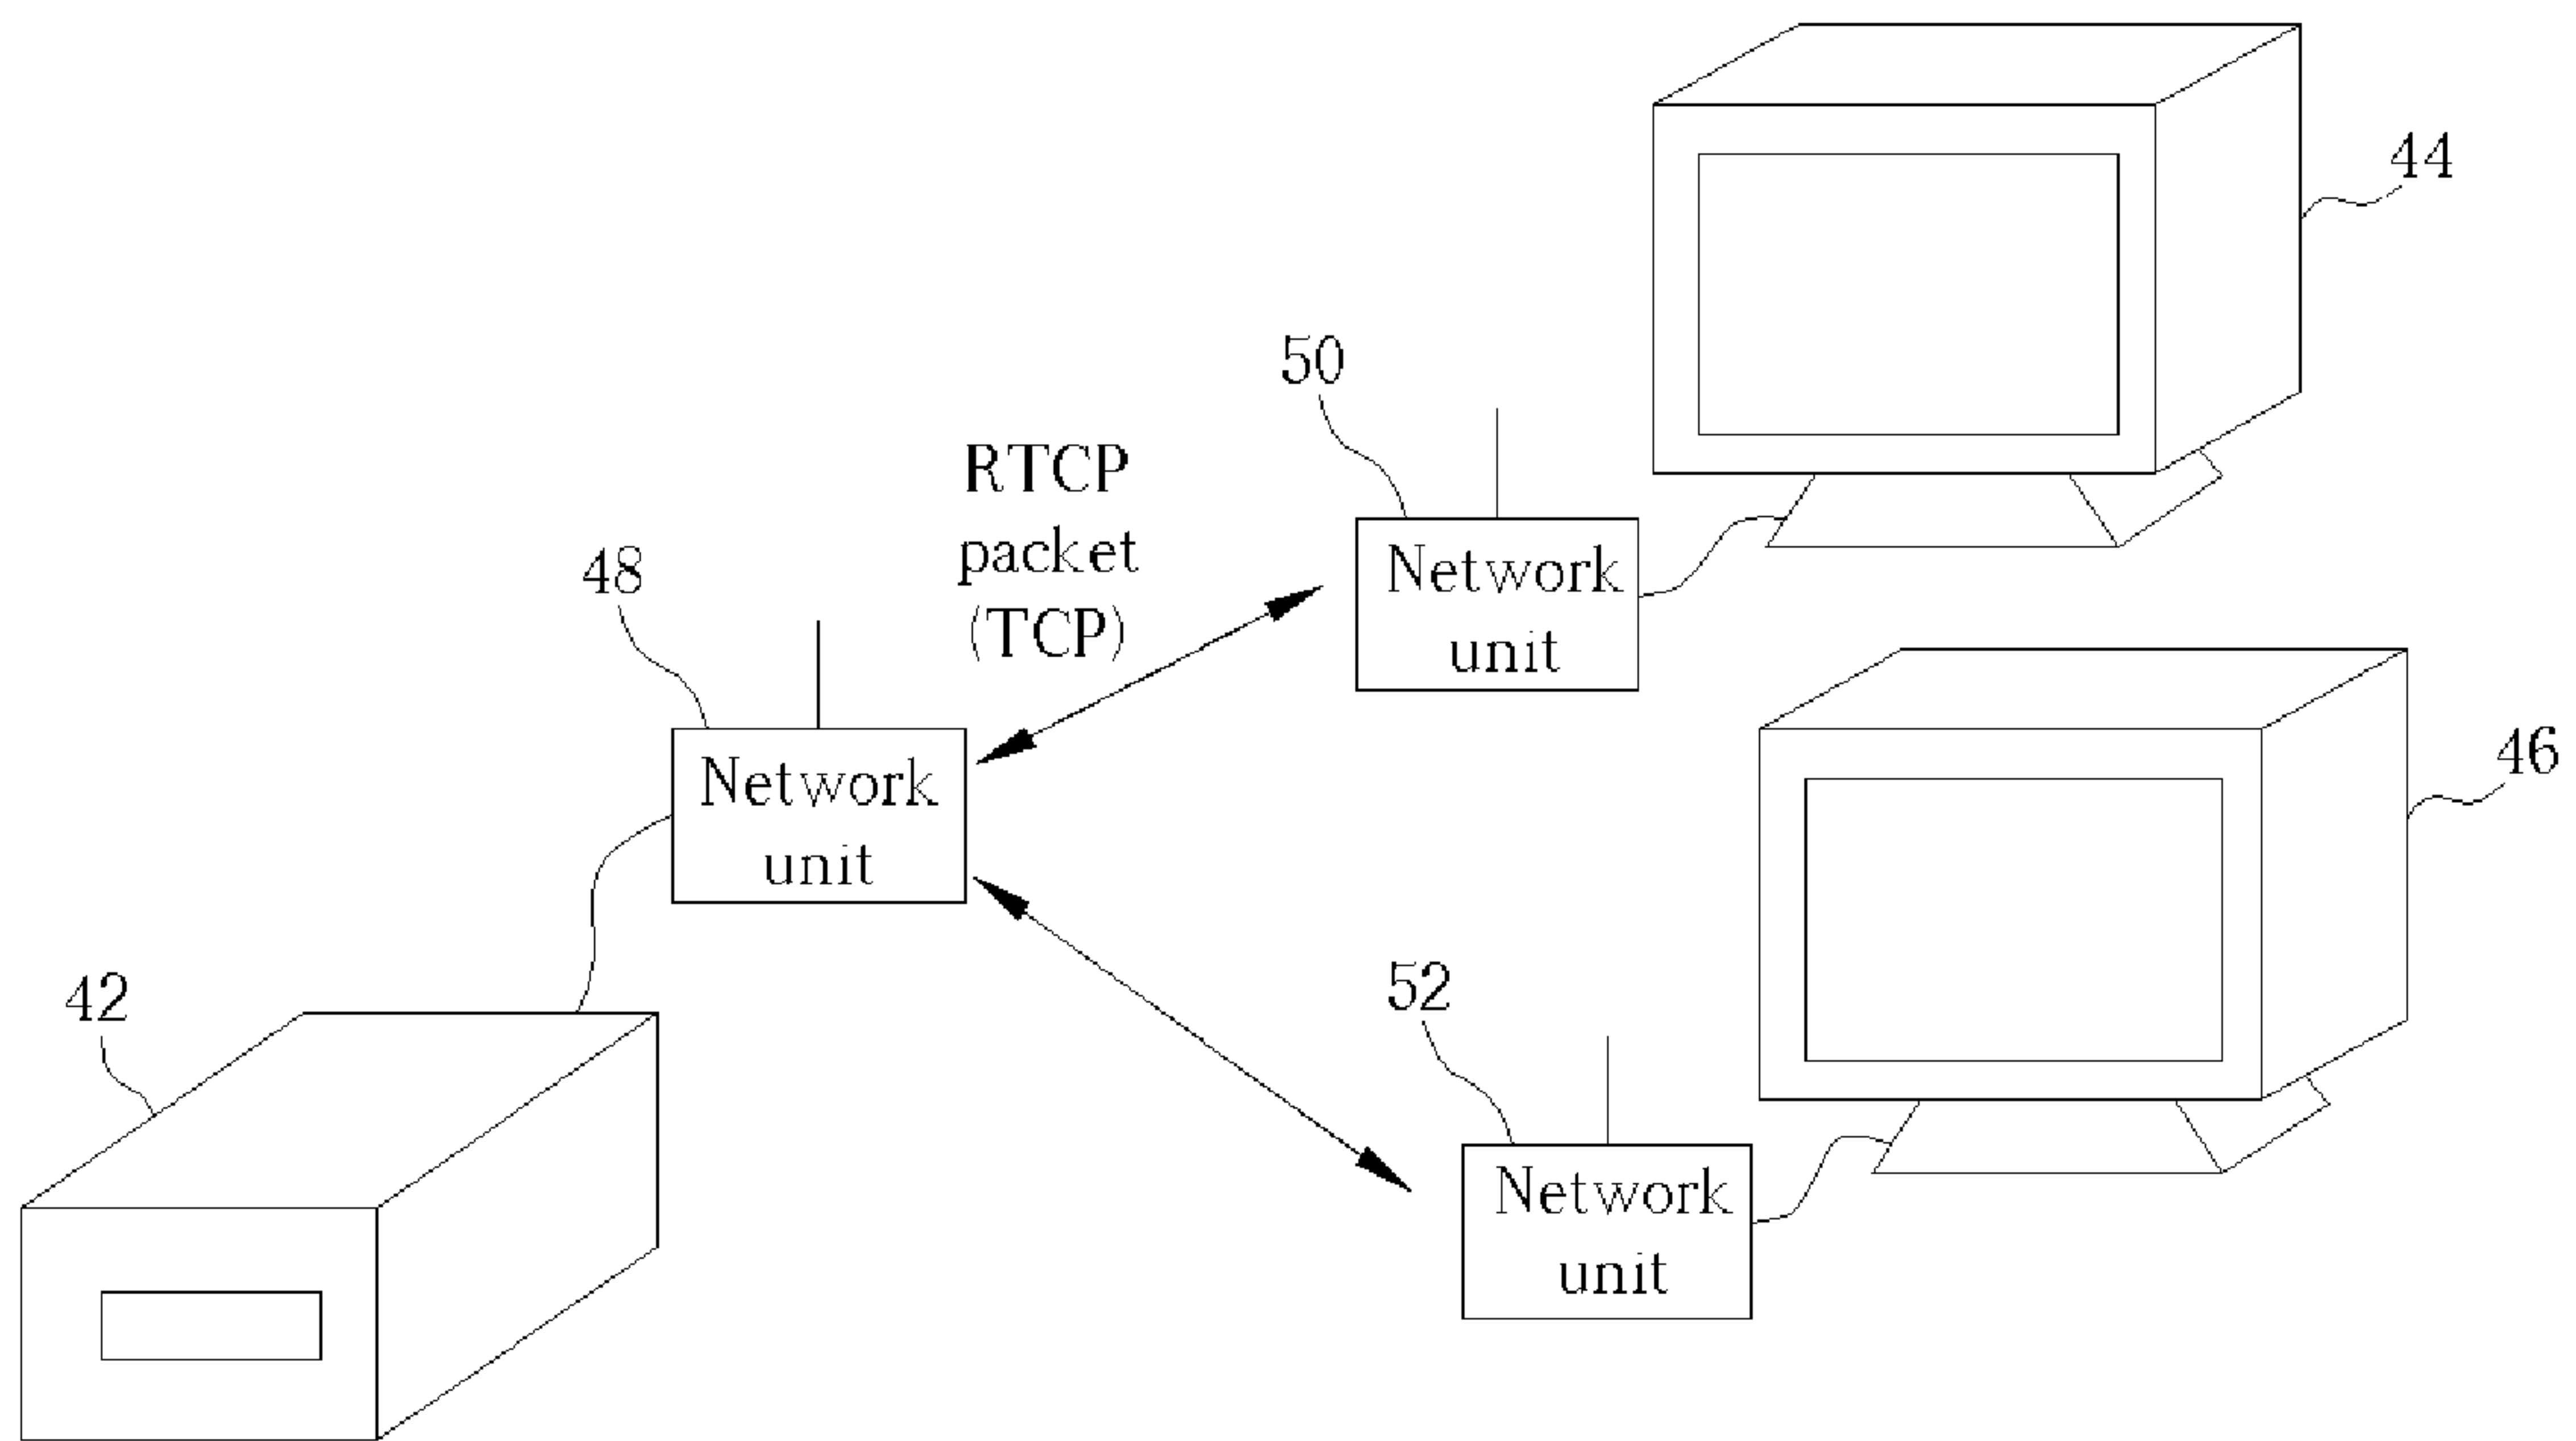 44
50
RTCP
packet
(TCP)
Network
unit
48
46
Network
unit
52
42
Network
unit